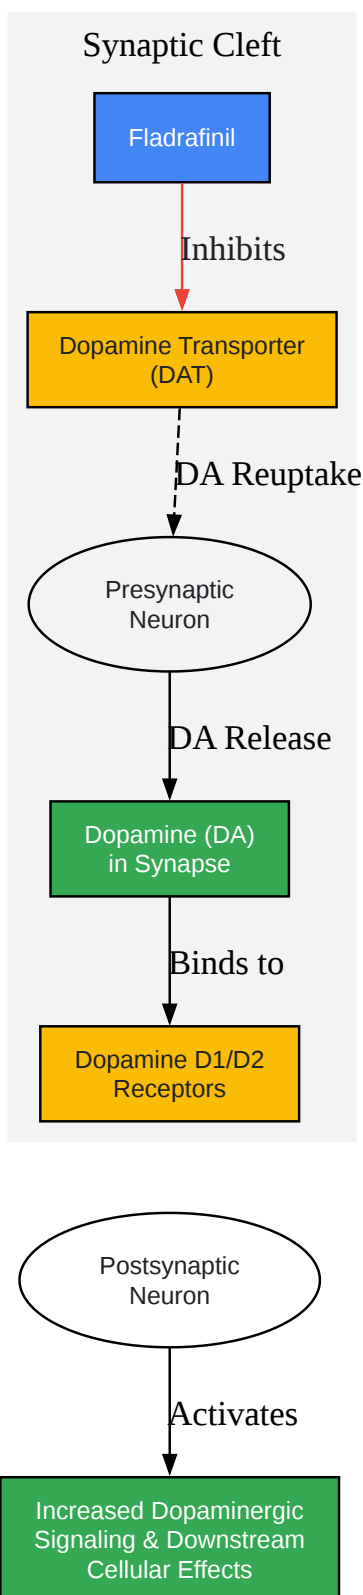 Synaptic Cleft
Fladrafinil
Inhibits
Dopamine Transporter
(DAT)
DA Reuptake
Presynaptic
Neuron
DA Release
Dopamine (DA)
in Synapse
Binds to
Dopamine D1/D2
Receptors
Postsynaptic
Neuron
Activates
Increased Dopaminergic
Signaling & Downstream
Cellular Effects